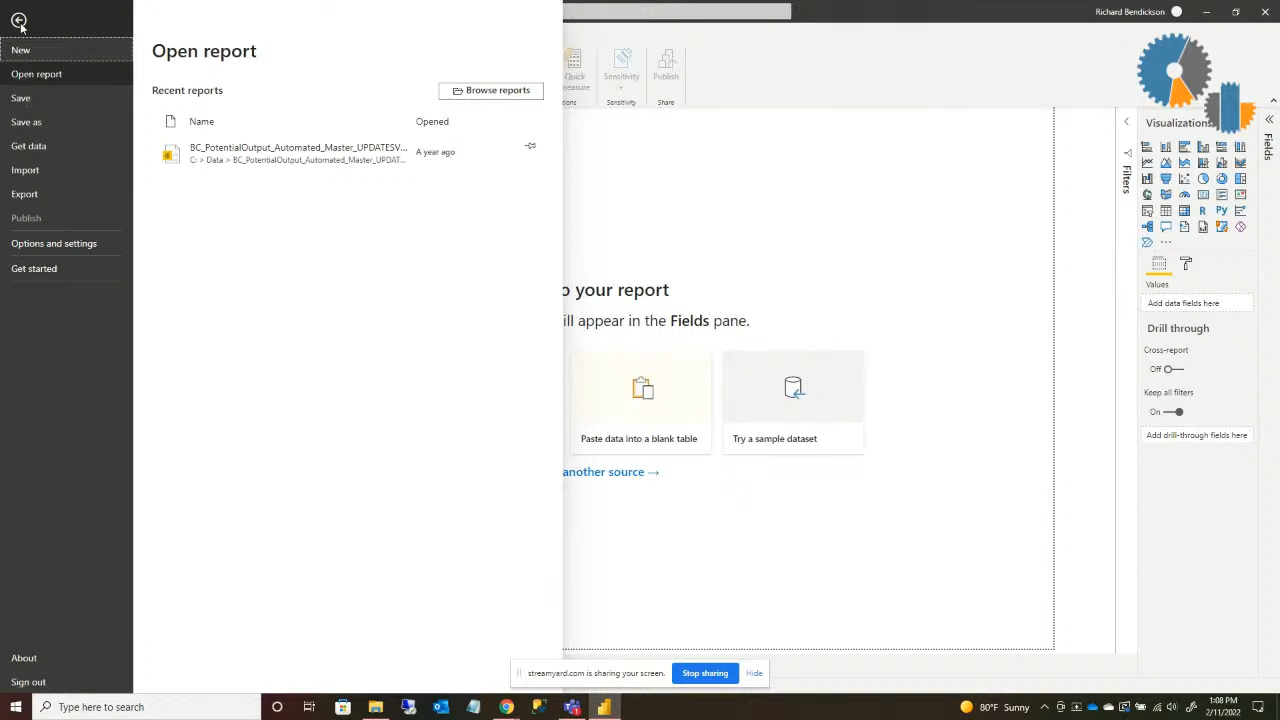 Richard Bendickson
New
Open report
Save
Save as
Get data
Import
Export
Publish
Options and settings
Get started
About
Sign out
Open report
Recent reports
Browse reports
Name
Opened
BC_PotentialOutput_Automated_Master_UPDATESV...
C: > Data > BC_PotentialOutput_Automated_Master_UPDAT...
A year ago
Quick
measure
Sensitivity
Publish
Sensitivity
Share
o your report
ill appear in the Fields pane.
Paste data into a blank table
Try a sample dataset
another source →
Filters
Visualizations
Fields
R
Py
Values
Add data fields here
Drill through
Cross-report
Off
Keep all filters
On
Add drill-through fields here
streamyard.com is sharing your screen.
Stop sharing
Hide
Type here to search
80°F Sunny
1:08 PM
2/11/2022